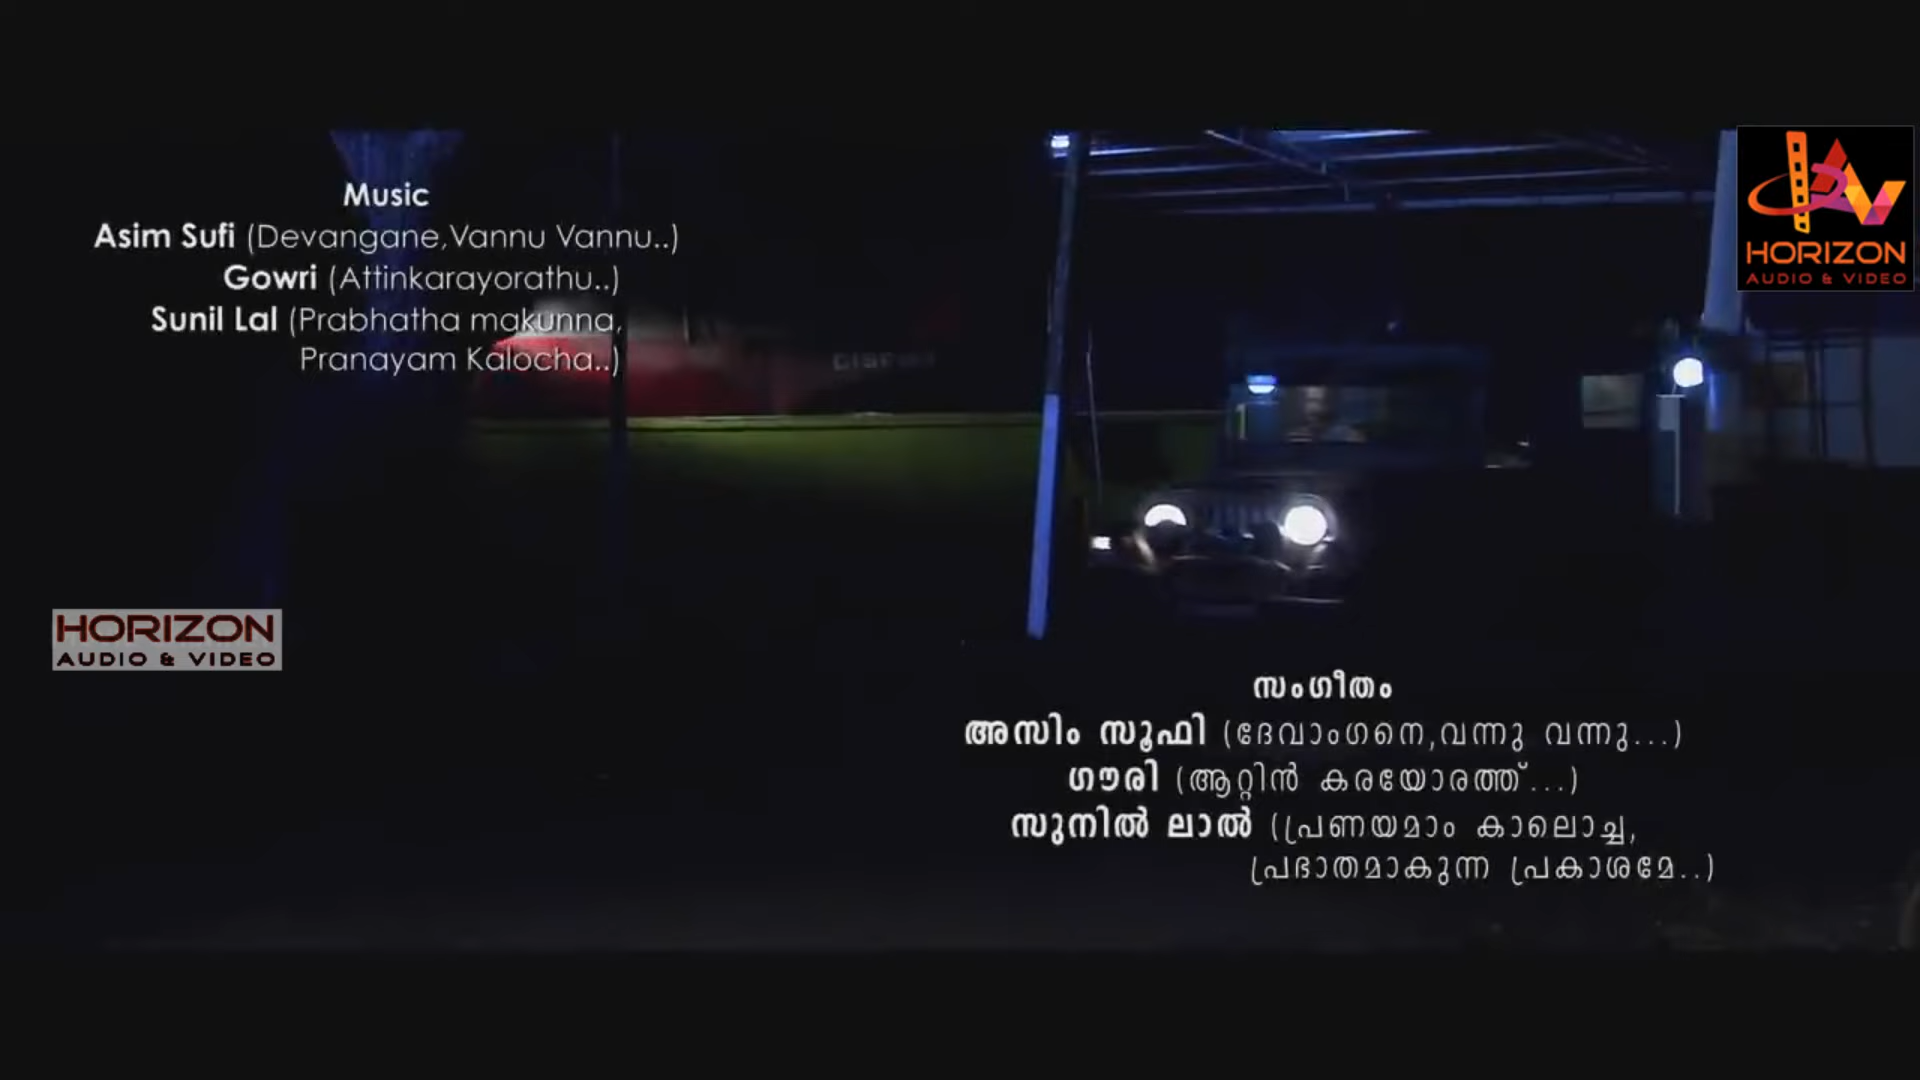 Music
Asim Sufi (Devangane,Vannu Vannu..)
Gowri (Attinkarayorathu..)
Sunil Lal (Prabhatha makunna,
Pranayam Kalocha..)
HORIZON
AUDIO & VIDEO
HORIZON
AUDIO & VIDEO
സംഗീതം
അസിം സൂഫി (ദേവാംഗനെ,വന്നു വന്നു...)
ഗൗരി (ആറ്റിൻ കരയോരത്ത്...)
സുനിൽ ലാൽ (പ്രണയമാം കാലൊച്ച,
പ്രഭാതമാകുന്ന പ്രകാശമേ..)